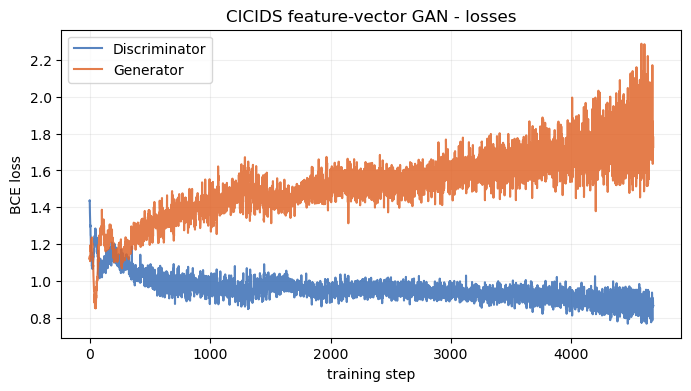 CICIDS feature-vector GAN - losses
Discriminator
Generator
BCE loss
2.2
2.0
1.8
1.6
1.4
1.2
1.0
0.8
0
1000
2000
3000
4000
training step